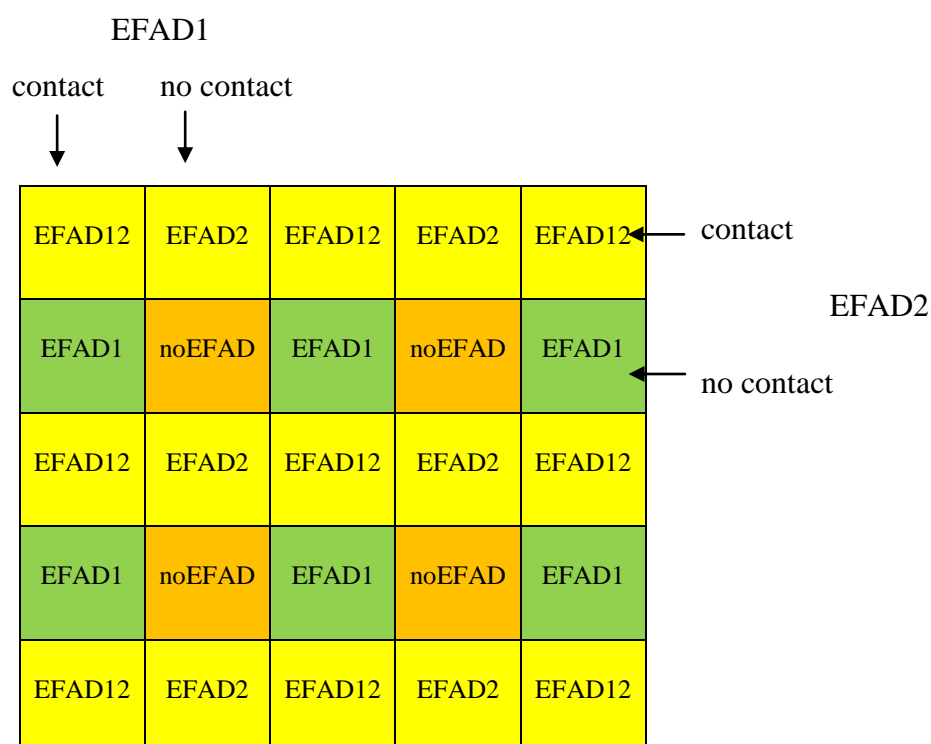 EFAD1
contact no contact
EFAD12 EFAD2 EFAD12 EFAD2 EFAD12 contact
EFAD2
EFAD1 noEFAD EFAD1 noEFAD EFAD1
no contact
EFAD12 EFAD2 EFAD12 EFAD2 EFAD12
EFAD1 noEFAD EFAD1 noEFAD EFAD1
EFAD12 EFAD2 EFAD12 EFAD2 EFAD12